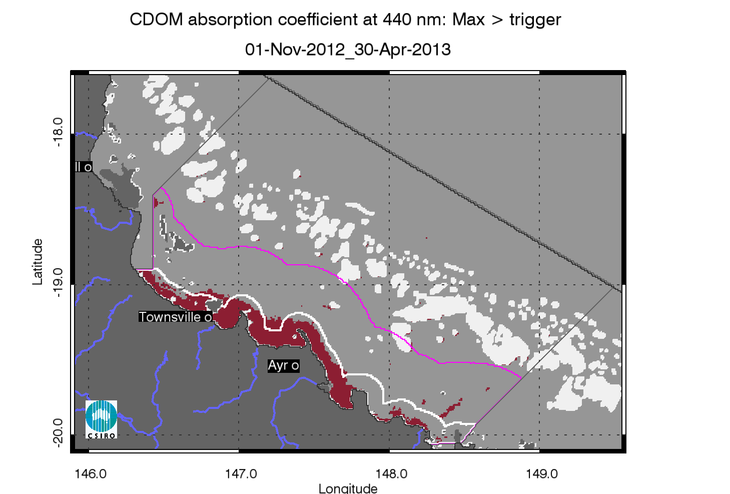 CDOM absorption coefficient at 440 nm: Max > trigger
01-Nov-2012_30-Apr-2013
-18.0
ll o
Latitude
-19.0
Townsville o
Ayr o
CSIRO
-20.0
146.0 147.0 148.0 149.0
Longitude